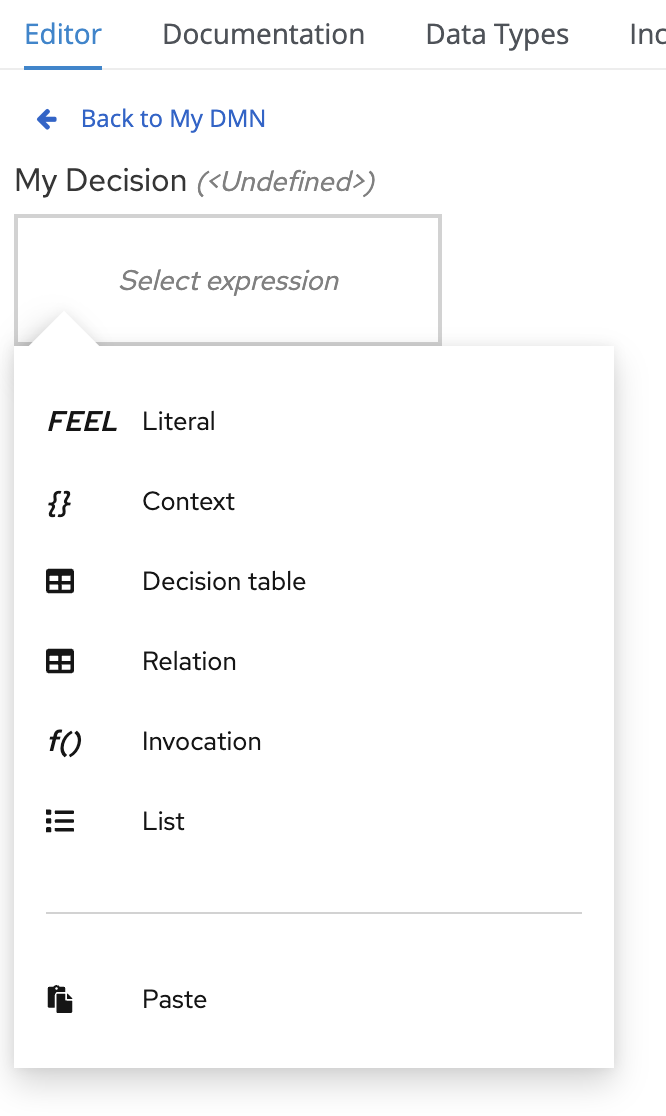 Editor Documentation Data Types Inc
Back to My DMN
My Decision (<Undefined>)
Select expression
FEEL Literal
{} Context
Decision table
Relation
f() Invocation
List
Paste